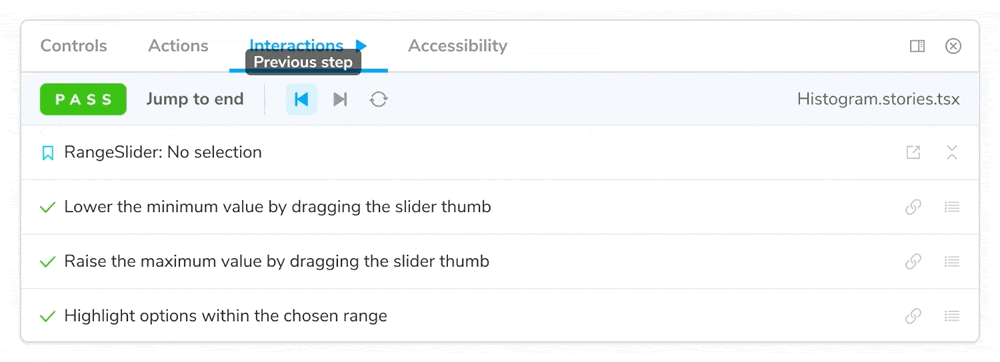 Controls Actions Interactions Accessibility
Previous step
PASS Jump to end Histogram.stories.tsx
RangeSlider: No selection
Lower the minimum value by dragging the slider thumb
Raise the maximum value by dragging the slider thumb
Highlight options within the chosen range